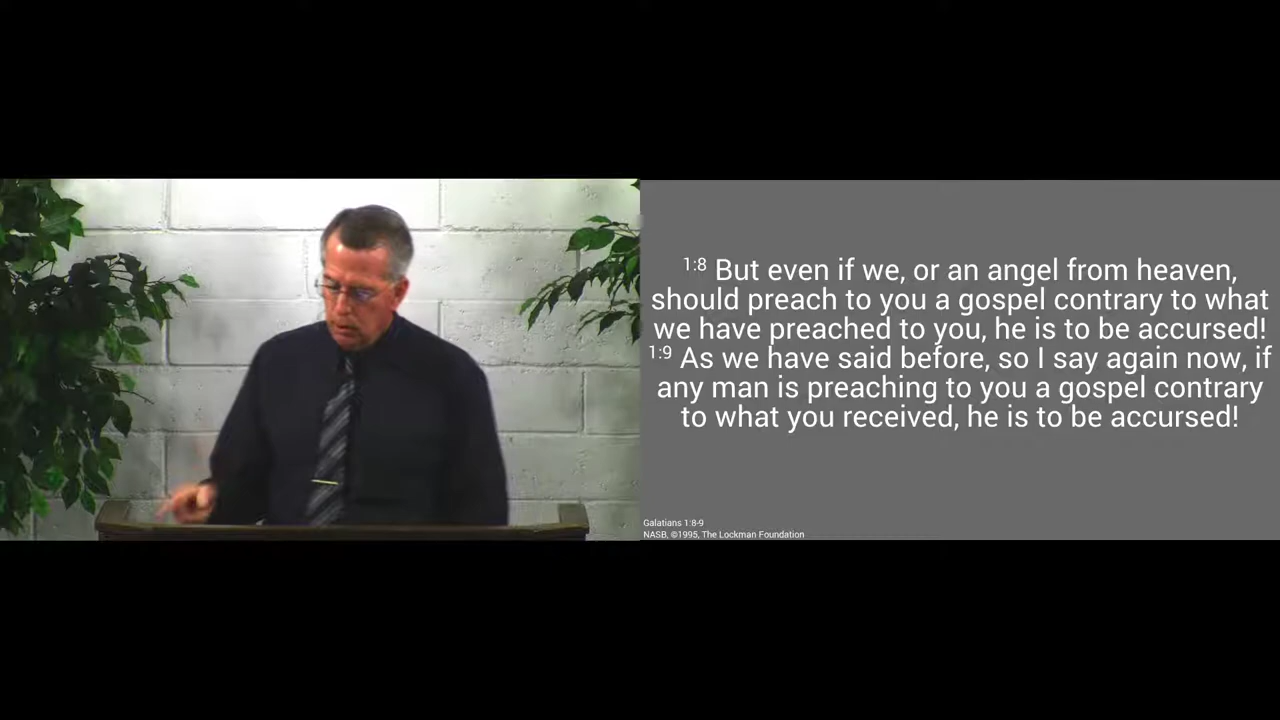 1:8 But even if we, or an angel from heaven,
should preach to you a gospel contrary to what
we have preached to you, he is to be accursed!
1:9 As we have said before, so I say again now, if
any man is preaching to you a gospel contrary
to what you received, he is to be accursed!
Galatians 1:8-9
NASB, ©1995, The Lockman Foundation